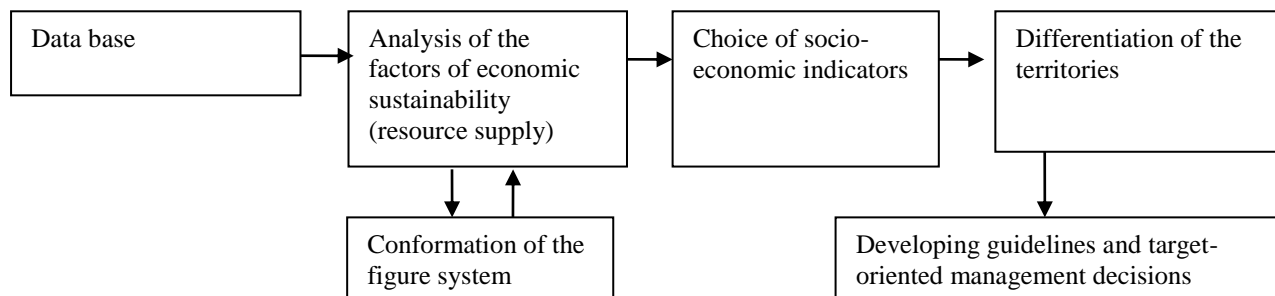 Data base
Analysis of the
factors of economic
sustainability
(resource supply)
Choice of socio-
economic indicators
Differentiation of the
territories
Conformation of the
figure system
Developing guidelines and target-
oriented management decisions